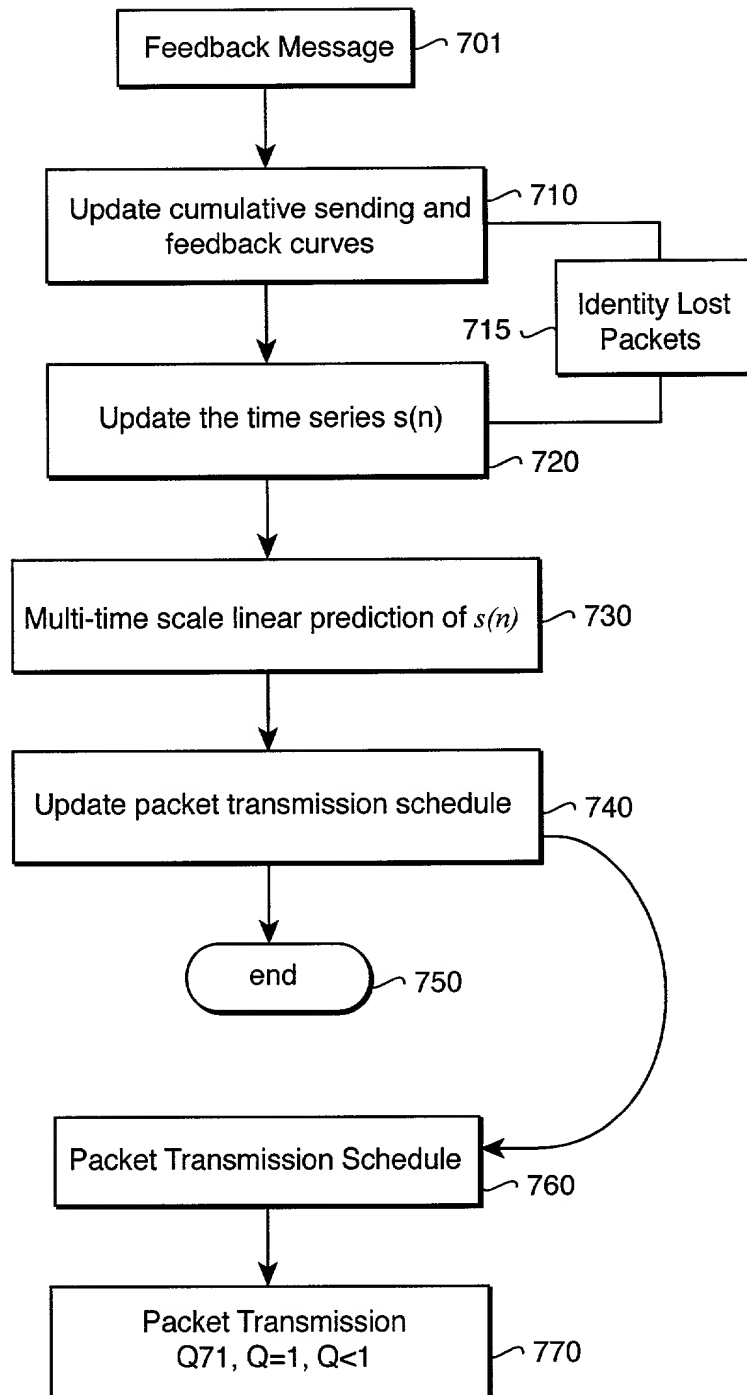 Feedback Message
701
Update cumulative sending and
feedback curves
710
Identity Lost
Packets
715
Update the time series s(n)
720
Multi-time scale linear prediction of s(n)
730
Update packet transmission schedule
740
end
750
Packet Transmission Schedule
760
Packet Transmission
Q71, Q=1, Q<1
770